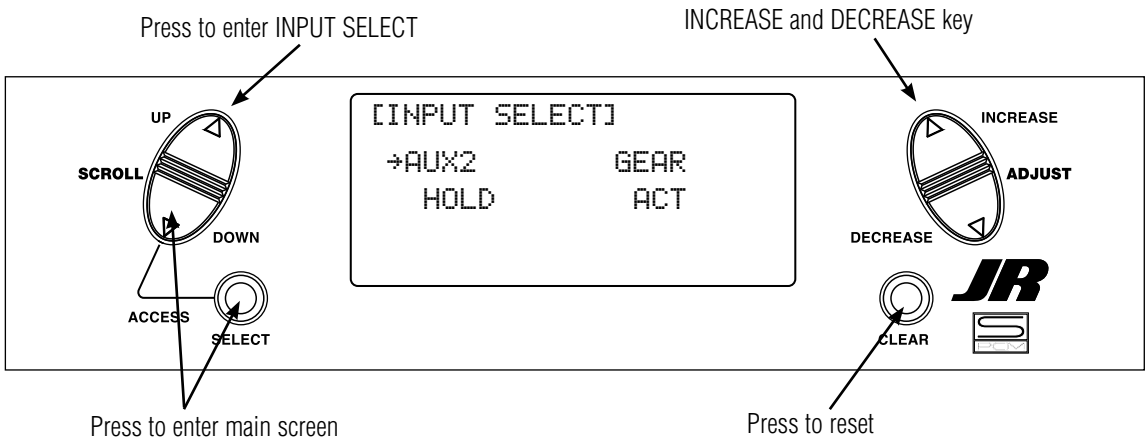 Press to enter INPUT SELECT
INCREASE and DECREASE key
UP
SCROLL
DOWN
ACCESS
SELECT
[INPUT SELECT]
→AUX2 GEAR
HOLD ACT
INCREASE
ADJUST
DECREASE
CLEAR
JR
S
PCM
Press to enter main screen
Press to reset